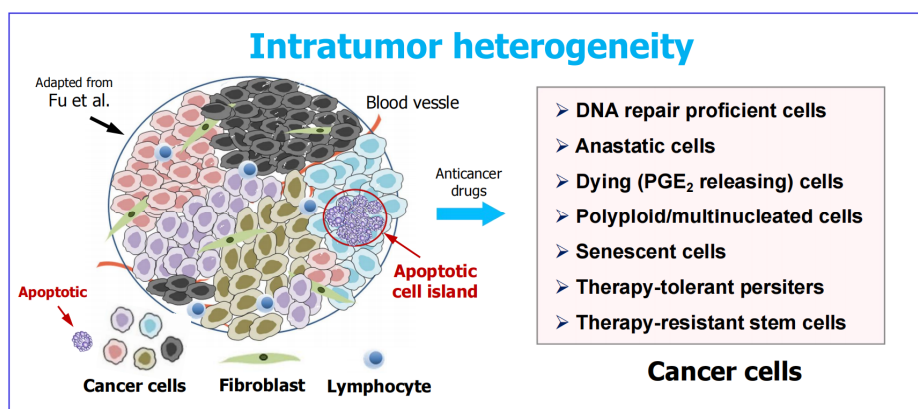 Intratumor heterogeneity
Adapted from
Fu et al.
Blood vessle
Anticancer
drugs
Apoptotic
cell island
Apoptotic
Cancer cells
Fibroblast
Lymphocyte
➢ DNA repair proficient cells
➢ Anastatic cells
➢ Dying (PGE₂ releasing) cells
➢ Polyploid/multinucleated cells
➢ Senescent cells
➢ Therapy-tolerant persiters
➢ Therapy-resistant stem cells
Cancer cells